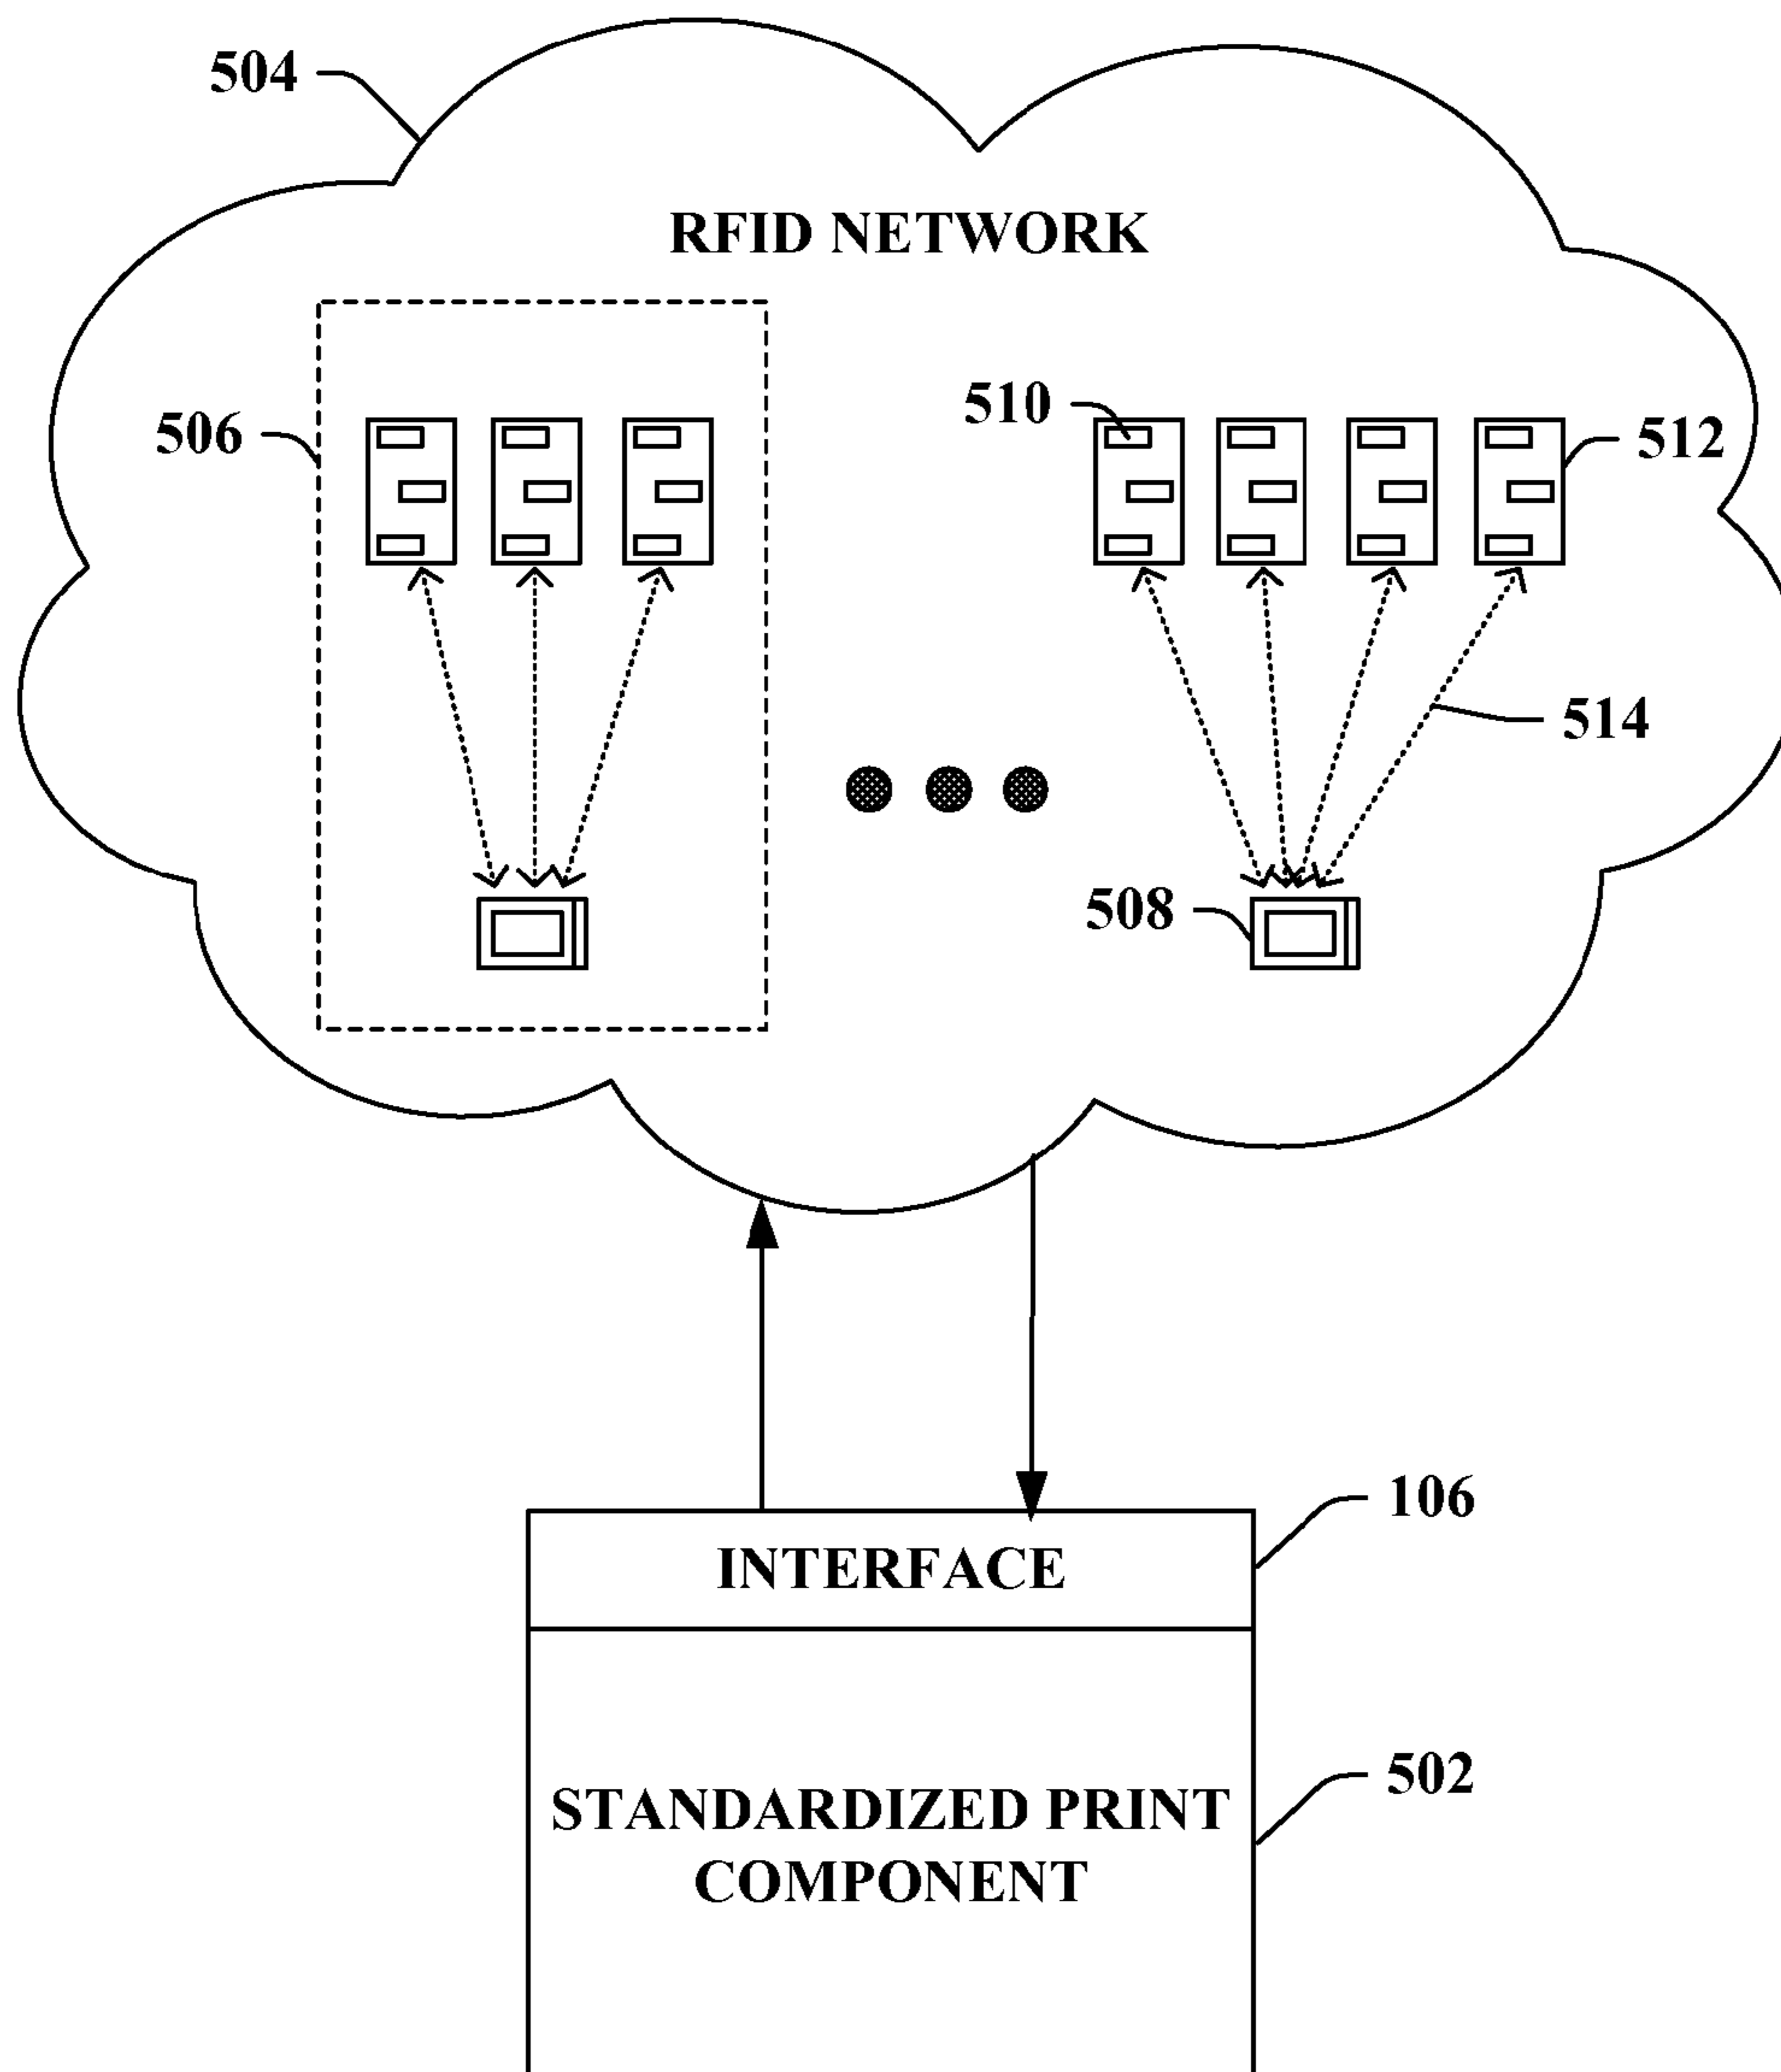 504
RFID NETWORK
510
506
512
514
508
106
INTERFACE
502
STANDARDIZED PRINT
COMPONENT